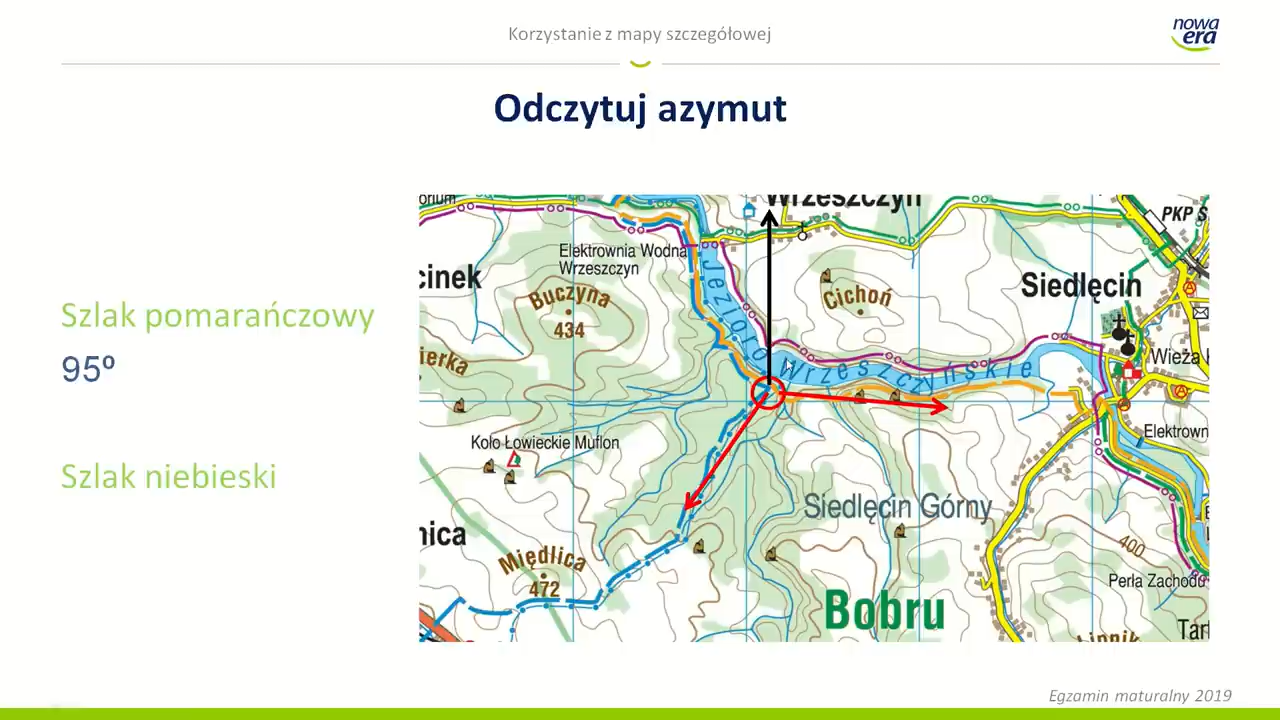 Korzystanie z mapy szczegółowej
nowa
era
Odczytuj azymut
Szlak pomarańczowy
95º
Szlak niebieski
Wrzeszczyn
PKP S
Elektrownia Wodna
Wrzeszczyn
cinek
Buczyna
434
Cichoń
Siedlęcin
Jezioro Wrzeszczyńskie
ierka
Wieża
Koło Łowieckie Muflon
Elektrown
Siedlęcin Górny
nica
Międlica
472
400
Perła Zachodu
Bobru
Lipnik
Tar
Egzamin maturalny 2019